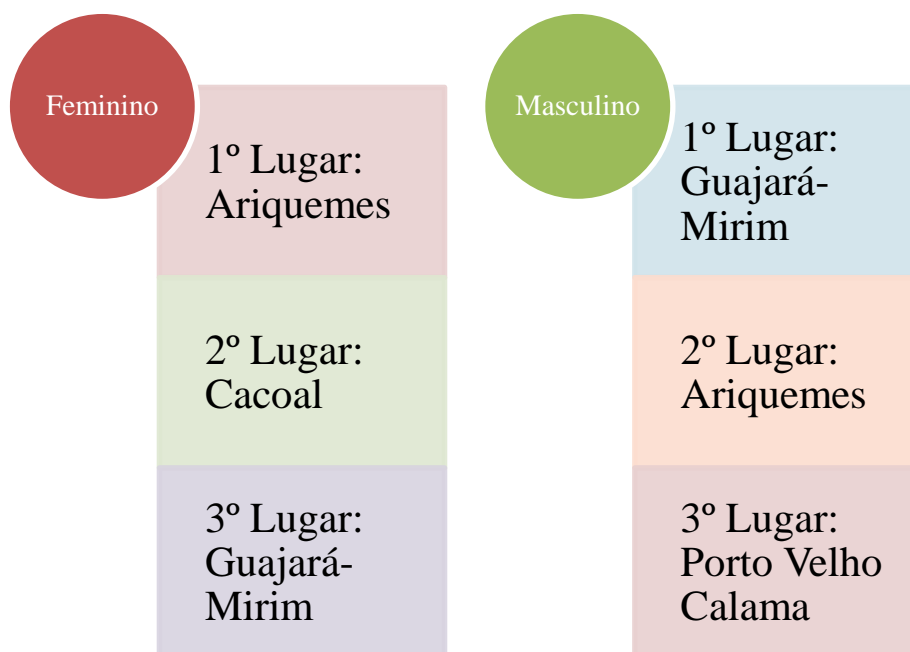 Feminino
1º Lugar:
Ariquemes
2º Lugar:
Cacoal
3º Lugar:
Guajará-
Mirim
Masculino
1º Lugar:
Guajará-
Mirim
2º Lugar:
Ariquemes
3º Lugar:
Porto Velho
Calama